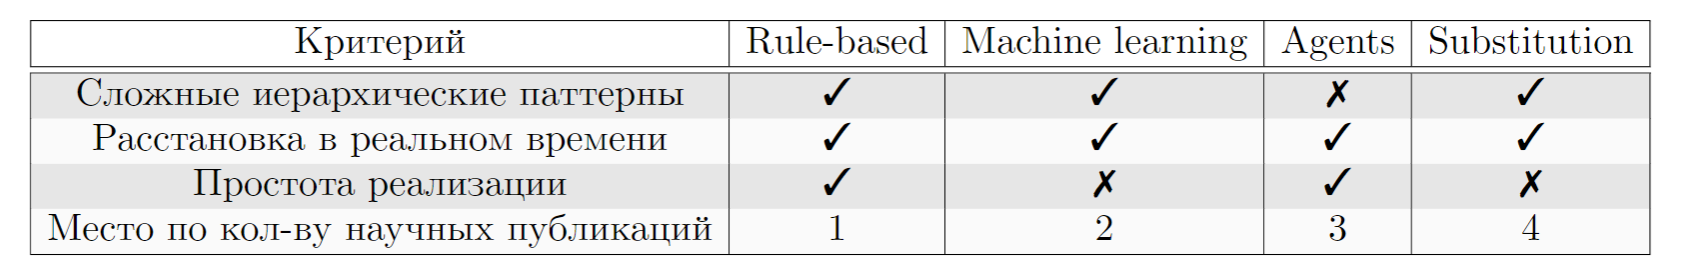 Критерий Rule-based Machine learning Agents Substitution
Сложные иерархические паттерны ✓ ✓ ✗ ✓
Расстановка в реальном времени ✓ ✓ ✓ ✓
Простота реализации ✓ ✗ ✓ ✗
Место по кол-ву научных публикаций 1 2 3 4